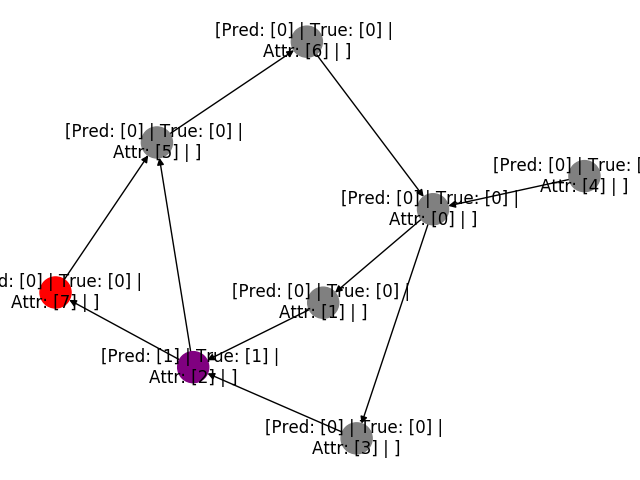 [Pred: [0] | True: [0] |
Attr: [6] | ]
[Pred: [0] | True: [0] |
Attr: [5] | ]
[Pred: [0] | True: [
Attr: [4] | ]
[Pred: [0] | True: [0] |
Attr: [0] | ]
d: [0] | True: [0] |
Attr: [7] | ]
[Pred: [0] | True: [0] |
Attr: [1] | ]
[Pred: [1] | True: [1] |
Attr: [2] | ]
[Pred: [0] | True: [0] |
Attr: [3] | ]